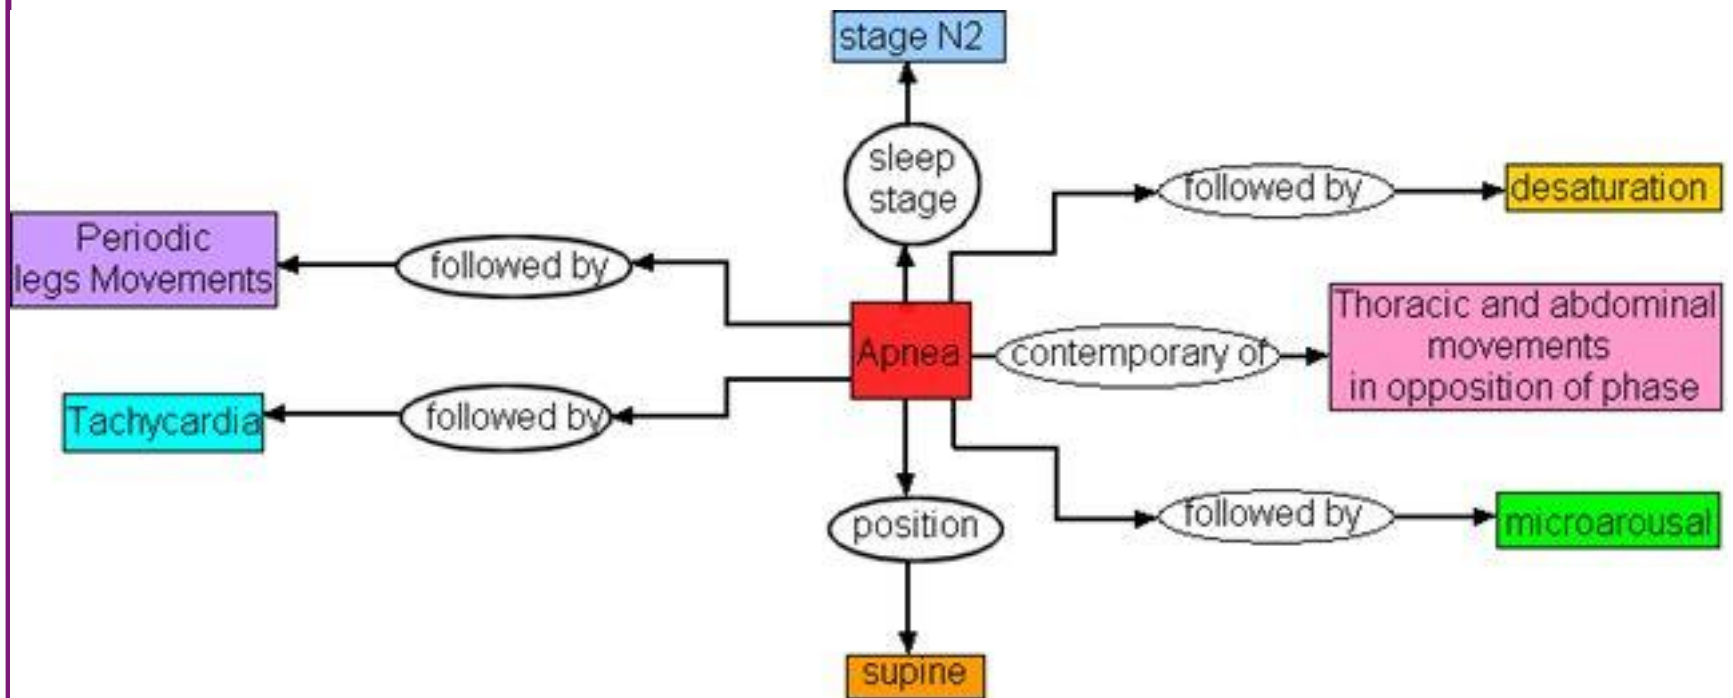 stage N2
sleep
stage
followed by
desaturation
Periodic
legs Movements
followed by
Thoracic and abdominal
movements
in opposition of phase
Apnea
contemporary of
Tachycardia
followed by
followed by
microarousal
position
supine